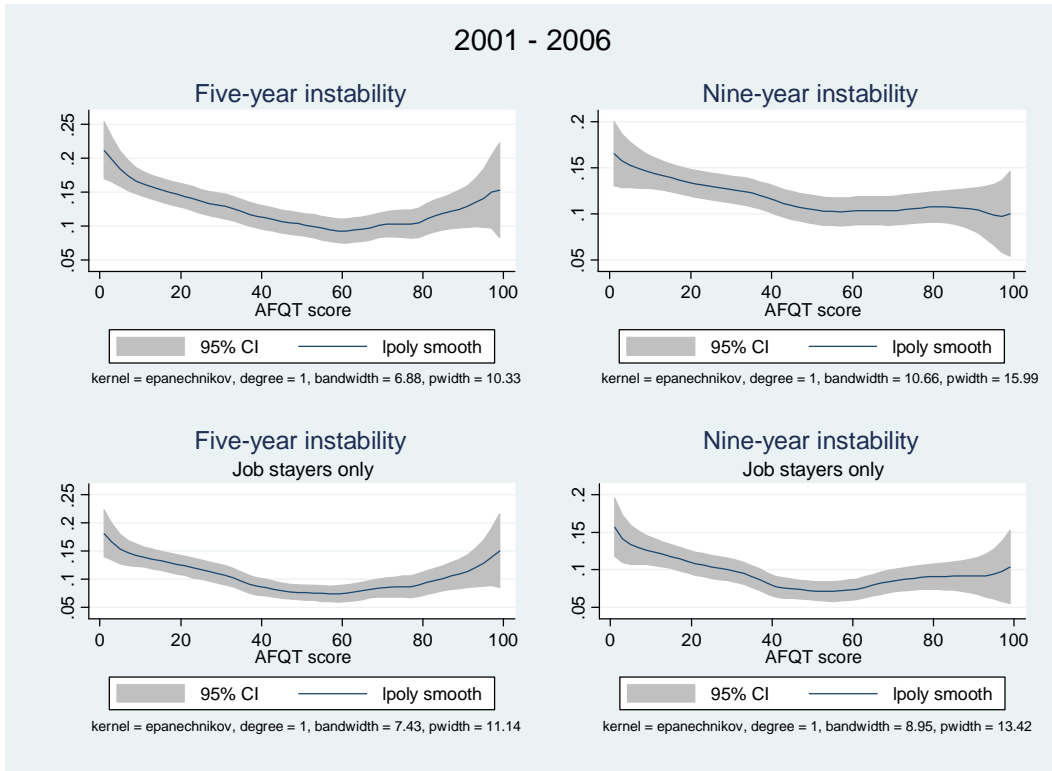 2001 - 2006
Five-year instability
.25
.2
.15
.1
.05
0 20 40 60 80 100
AFQT score
95% CI lpoly smooth
kernel = epanechnikov, degree = 1, bandwidth = 6.88, pwidth = 10.33
Nine-year instability
.2
.15
.1
.05
0 20 40 60 80 100
AFQT score
95% CI lpoly smooth
kernel = epanechnikov, degree = 1, bandwidth = 10.66, pwidth = 15.99
Five-year instability
Job stayers only
.25
.2
.15
.1
.05
0 20 40 60 80 100
AFQT score
95% CI lpoly smooth
kernel = epanechnikov, degree = 1, bandwidth = 7.43, pwidth = 11.14
Nine-year instability
Job stayers only
.2
.15
.1
.05
0 20 40 60 80 100
AFQT score
95% CI lpoly smooth
kernel = epanechnikov, degree = 1, bandwidth = 8.95, pwidth = 13.42